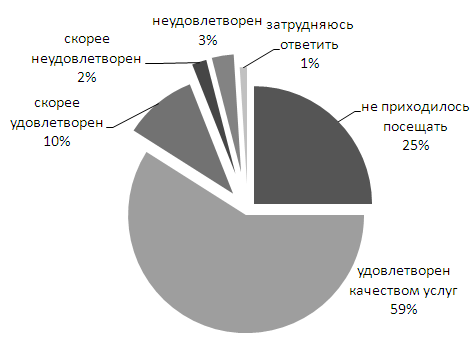 неудовлетворен
3%
затрудняюсь
ответить
1%
скорее
неудовлетворен
2%
скорее
удовлетворен
10%
не приходилось
посещать
25%
удовлетворен
качеством услуг
59%